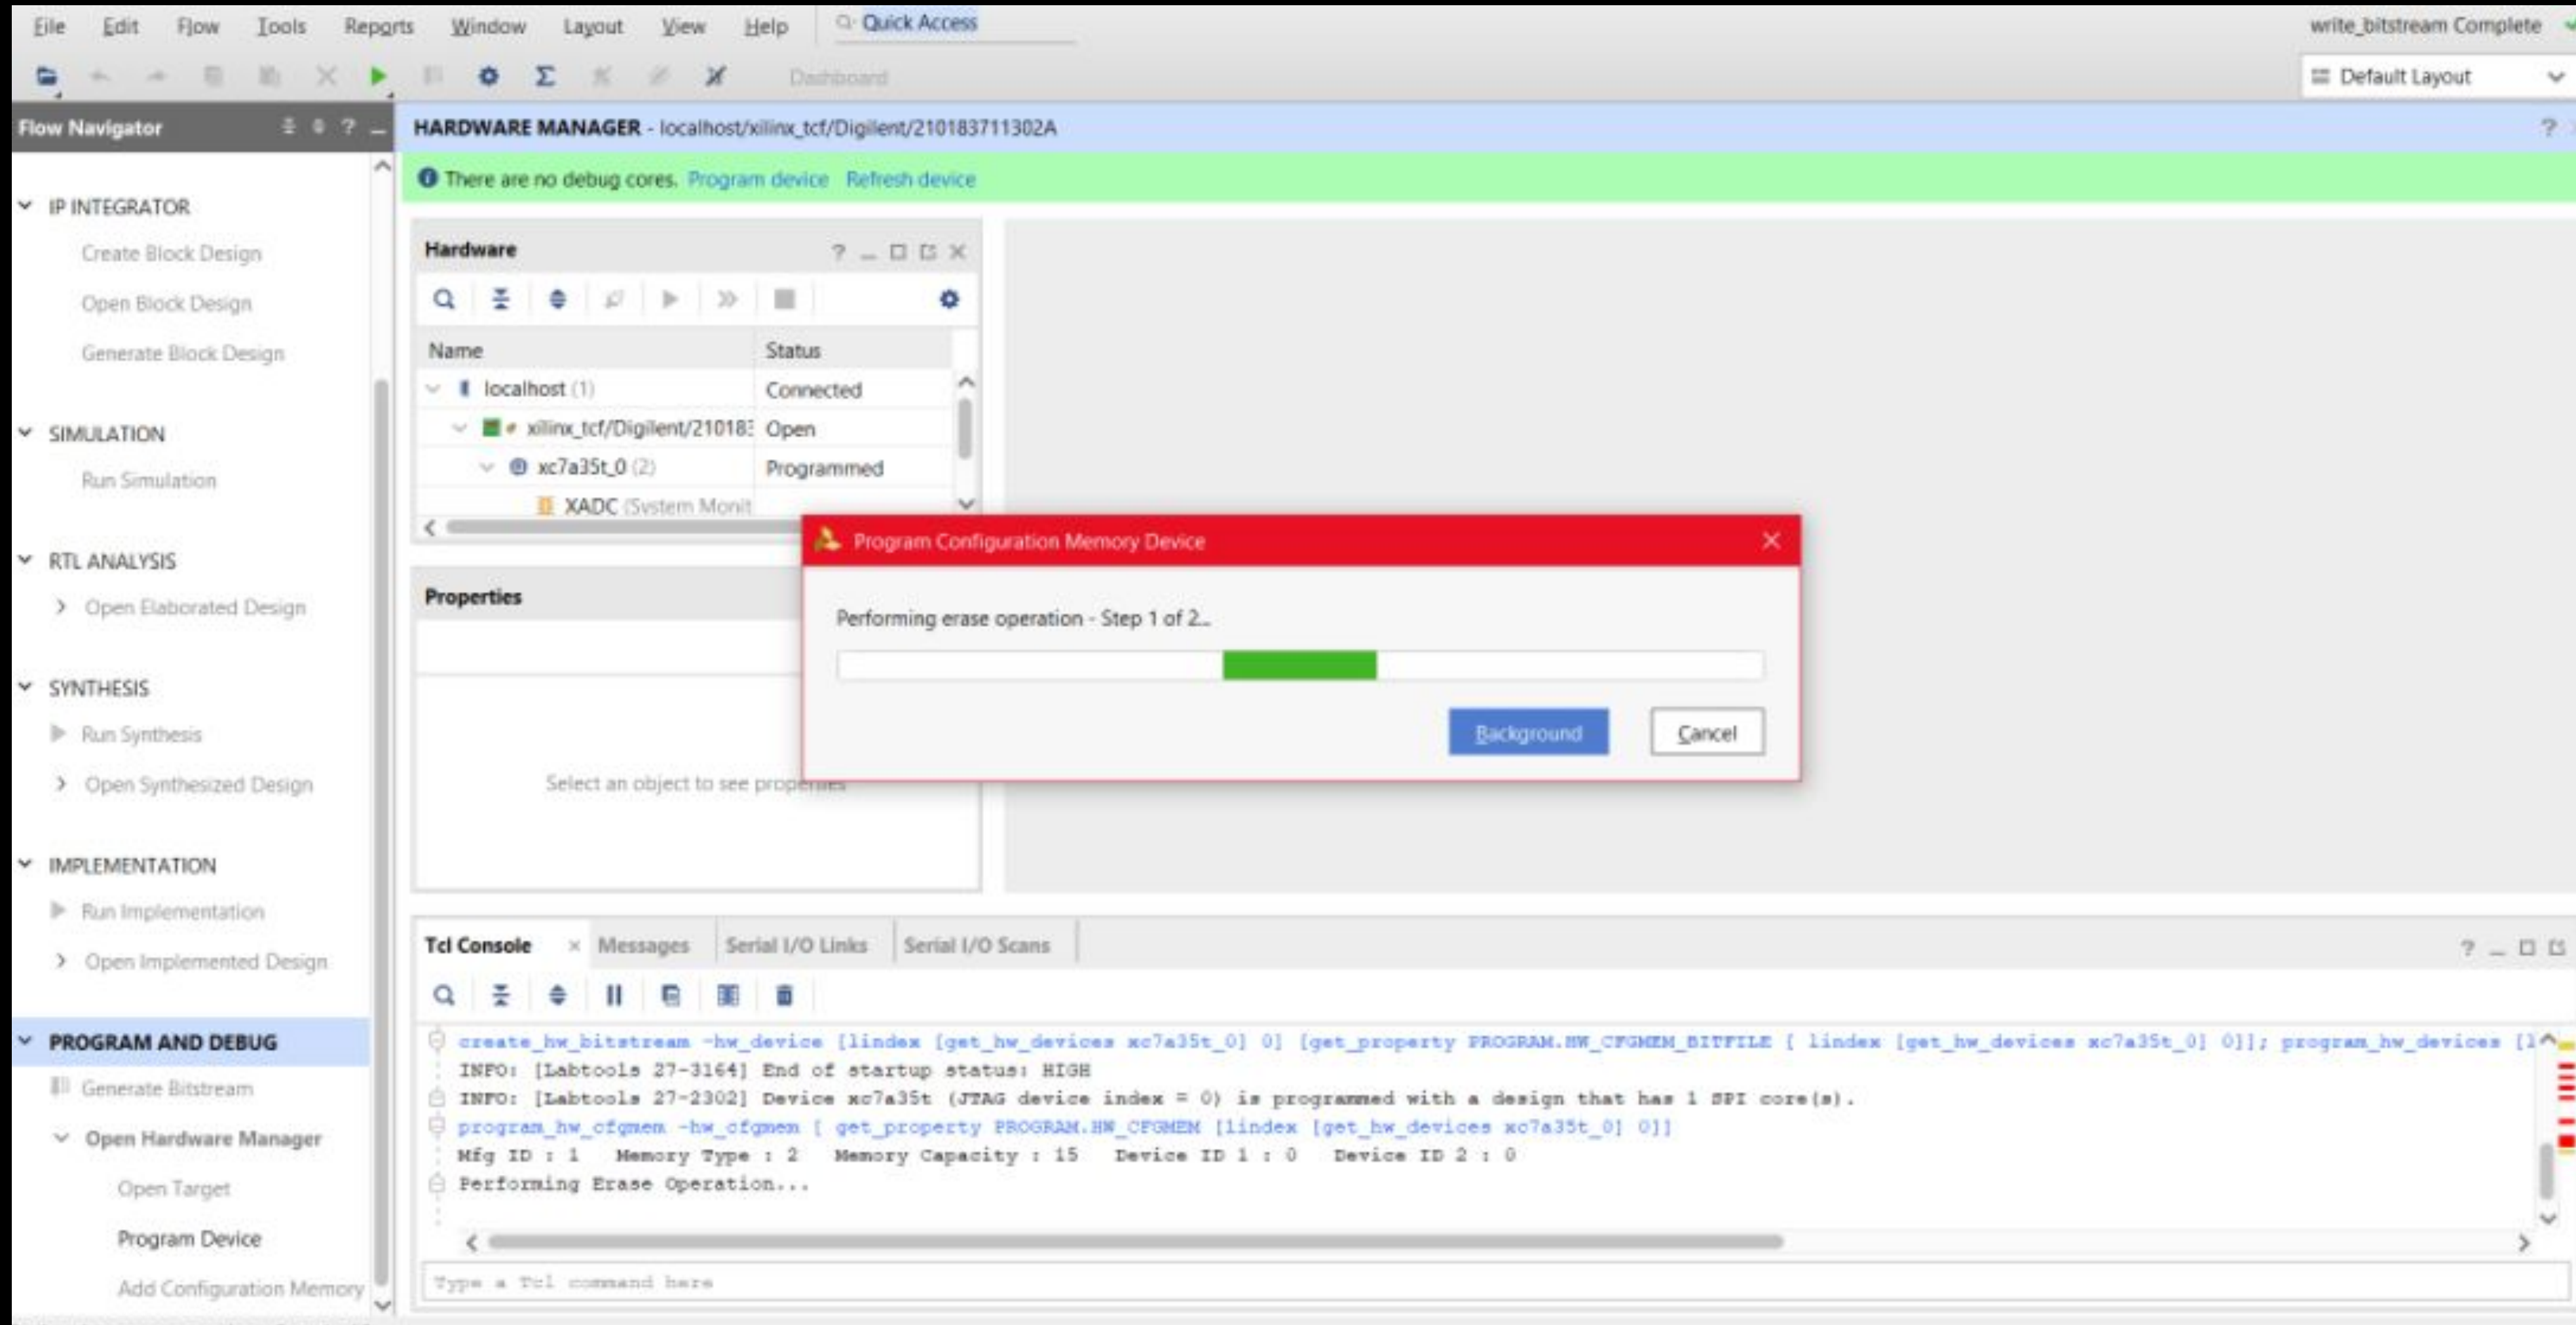 File Edit Flow Tools Reports Window Layout View Help Quick Access write_bitstream Complete
Dashboard Default Layout
Flow Navigator
HARDWARE MANAGER - localhost/xilinx_tcf/Digilent/210183711302A
There are no debug cores. Program device Refresh device
IP INTEGRATOR
Create Block Design
Open Block Design
Generate Block Design
SIMULATION
Run Simulation
RTL ANALYSIS
Open Elaborated Design
SYNTHESIS
Run Synthesis
Open Synthesized Design
IMPLEMENTATION
Run Implementation
Open Implemented Design
PROGRAM AND DEBUG
Generate Bitstream
Open Hardware Manager
Open Target
Program Device
Add Configuration Memory
Hardware
Name Status
localhost (1) Connected
xilinx_tcf/Digilent/21018 Open
xc7a35t_0 (2) Programmed
XADC (System Monit
Properties
Select an object to see properties
Program Configuration Memory Device
Performing erase operation - Step 1 of 2...
Background Cancel
Tcl Console Messages Serial I/O Links Serial I/O Scans
create_hw_bitstream -hw_device [lindex [get_hw_devices xc7a35t_0] 0] [get_property PROGRAM.HW_CFGMEM_BITFILE [ lindex [get_hw_devices xc7a35t_0] 0]]; program_hw_devices [l
INFO: [Labtools 27-3164] End of startup status: HIGH
INFO: [Labtools 27-2302] Device xc7a35t (JTAG device index = 0) is programmed with a design that has 1 SPI core(s).
program_hw_cfgmem -hw_cfgmem [ get_property PROGRAM.HW_CFGMEM [lindex [get_hw_devices xc7a35t_0] 0]]
Mfg ID : 1 Memory Type : 2 Memory Capacity : 15 Device ID 1 : 0 Device ID 2 : 0
Performing Erase Operation...
Type a Tcl command here